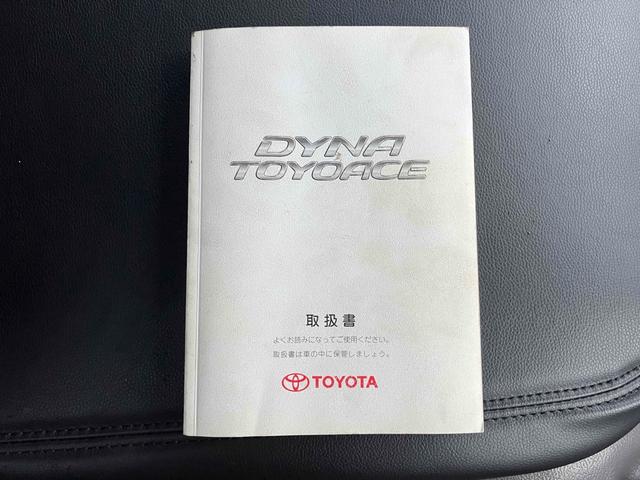 DYNA
TOYOACE
取扱書
よくお読みになってご使用ください。
取扱書は車の中に保管しましょう。
TOYOTA